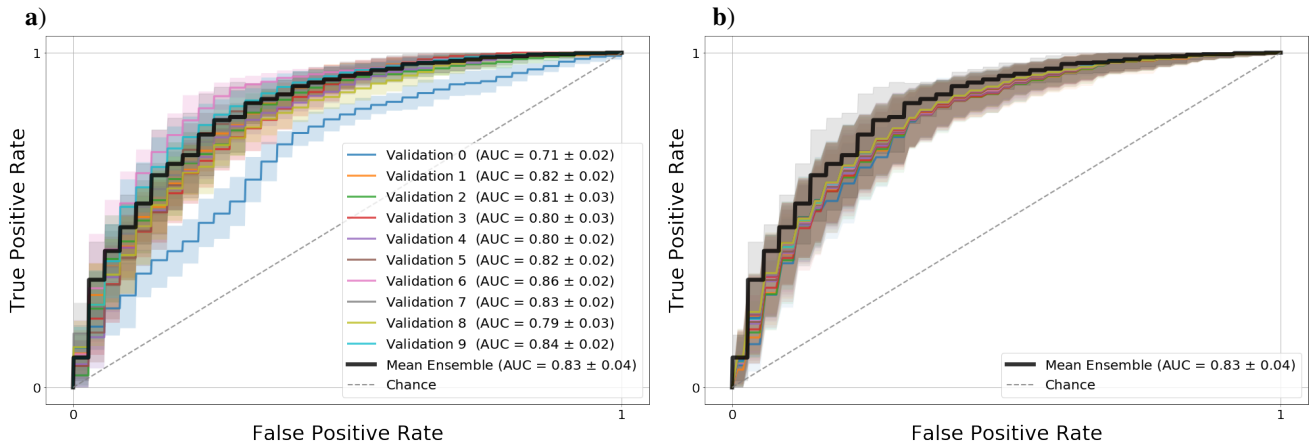 a)
1
True Positive Rate
0
0
1
False Positive Rate
Validation 0 (AUC = 0.71 ± 0.02)
Validation 1 (AUC = 0.82 ± 0.02)
Validation 2 (AUC = 0.81 ± 0.03)
Validation 3 (AUC = 0.80 ± 0.03)
Validation 4 (AUC = 0.80 ± 0.02)
Validation 5 (AUC = 0.82 ± 0.02)
Validation 6 (AUC = 0.86 ± 0.02)
Validation 7 (AUC = 0.83 ± 0.02)
Validation 8 (AUC = 0.79 ± 0.03)
Validation 9 (AUC = 0.84 ± 0.02)
Mean Ensemble (AUC = 0.83 ± 0.04)
Chance
b)
1
True Positive Rate
0
0
1
False Positive Rate
Mean Ensemble (AUC = 0.83 ± 0.04)
Chance